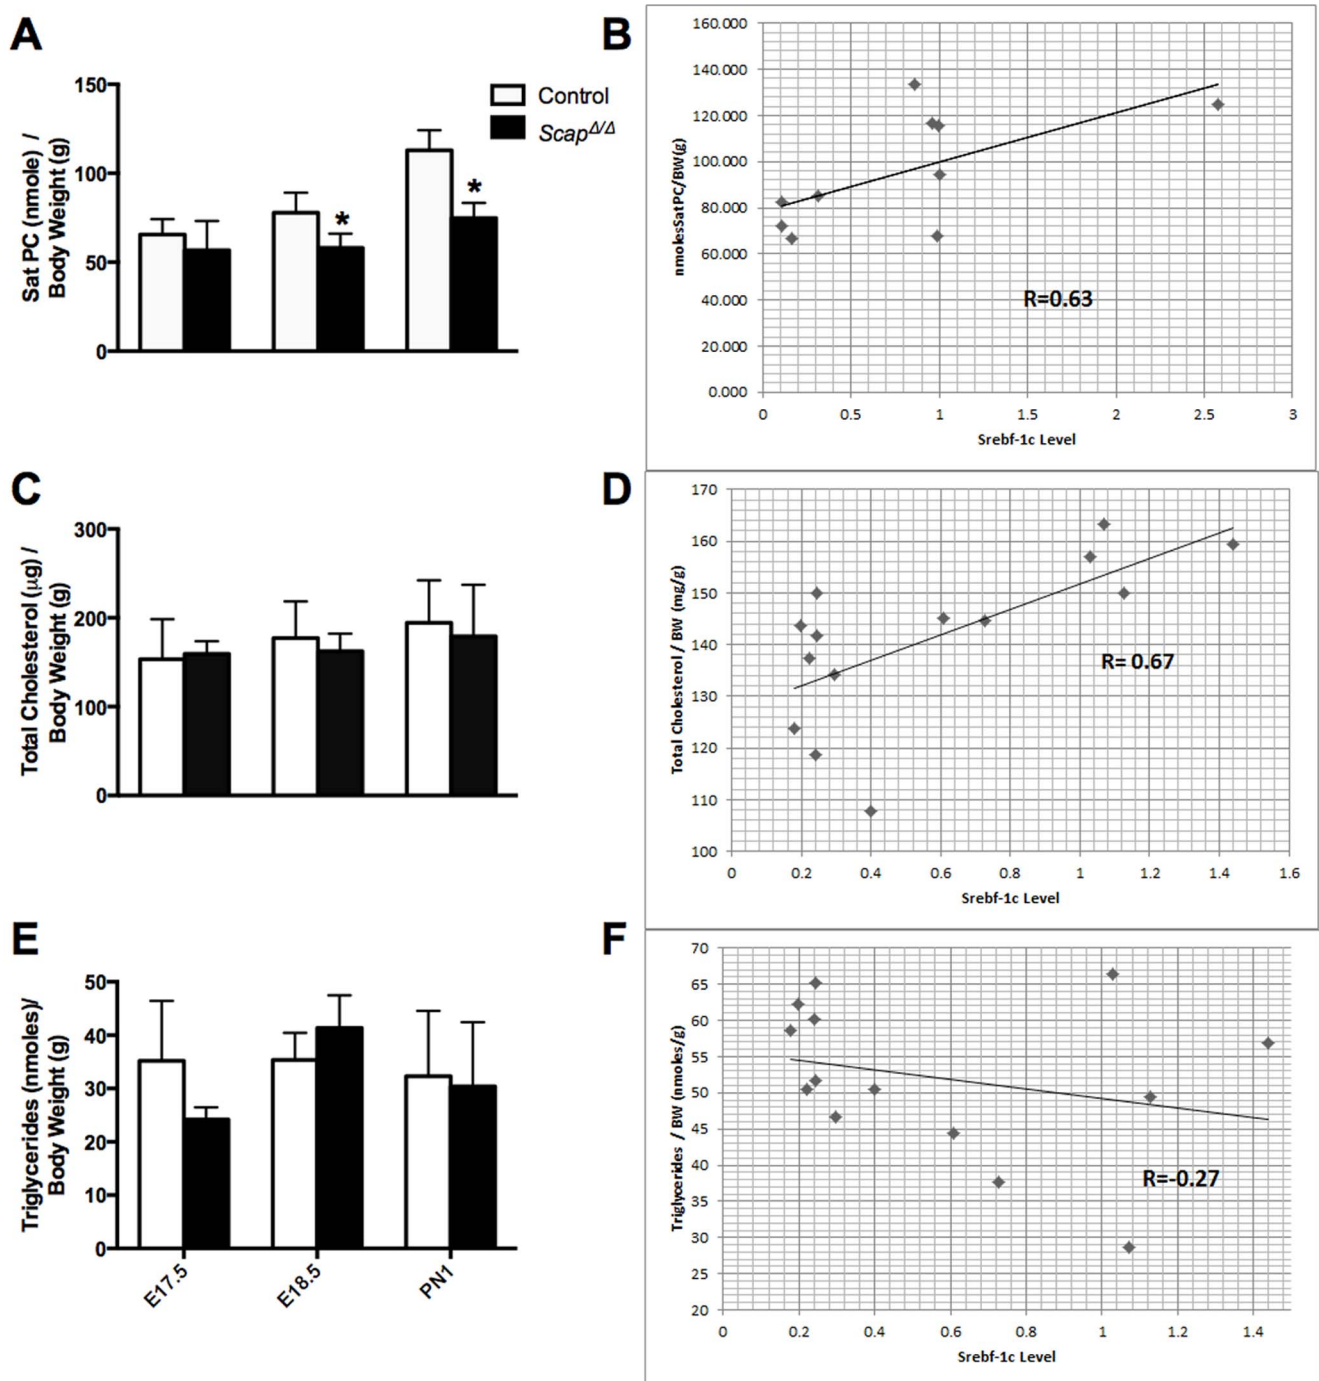 A
Sat PC (nmole) /
Body Weight (g)
150
100
50
0
Control
Scap^Δ/Δ
*
*
B
nmolesSatPC/BW(g)
160.000
140.000
120.000
100.000
80.000
60.000
40.000
20.000
0.000
R=0.63
0 0.5 1 1.5 2 2.5 3
Srebf-1c Level
C
Total Cholesterol (μg) /
Body Weight (g)
300
200
100
0
D
Total Cholesterol / BW (mg/g)
170
160
150
140
130
120
110
100
R= 0.67
0 0.2 0.4 0.6 0.8 1 1.2 1.4 1.6
Srebf-1c Level
E
Triglycerides (nmoles)/
Body Weight (g)
50
40
30
20
10
0
E17.5 E18.5 PN1
F
Triglycerides / BW (nmoles/g)
70
65
60
55
50
45
40
35
30
25
20
R=-0.27
0 0.2 0.4 0.6 0.8 1 1.2 1.4
Srebf-1c Level